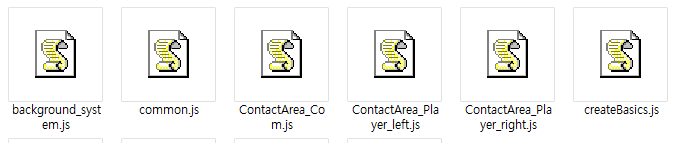 background_syst
em.js
common.js
ContactArea_Co
m.js
ContactArea_Pla
yer_left.js
ContactArea_Pla
yer_right.js
createBasics.js